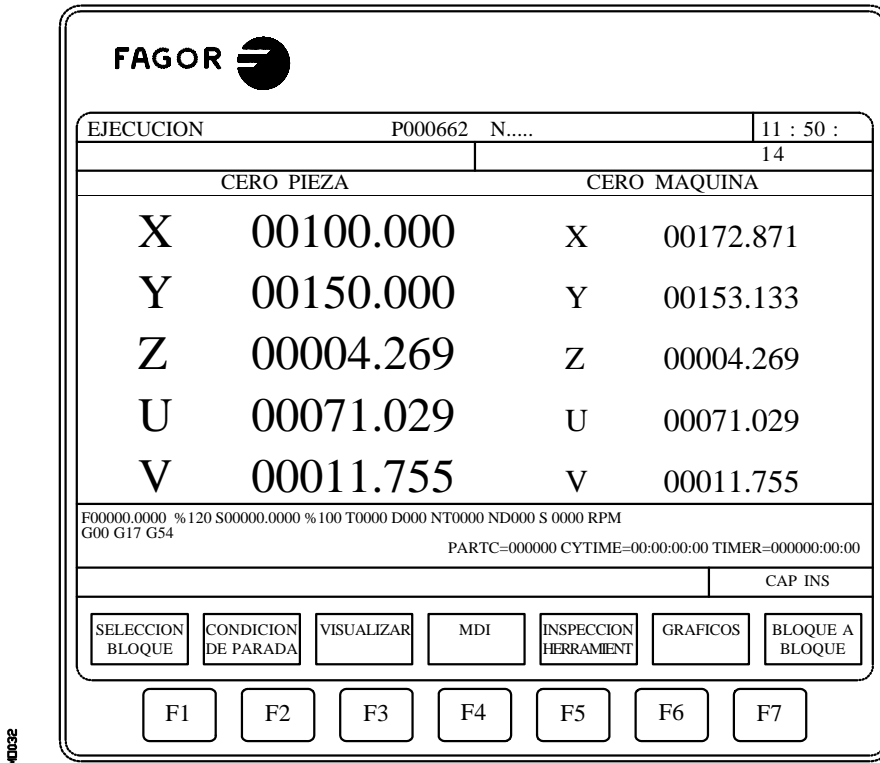 FAGOR
EJECUCION P000662 N..... 11 : 50 :
14
CERO PIEZA CERO MAQUINA
X 00100.000 X 00172.871
Y 00150.000 Y 00153.133
Z 00004.269 Z 00004.269
U 00071.029 U 00071.029
V 00011.755 V 00011.755
F00000.0000 %120 S00000.0000 %100 T0000 D000 NT0000 ND000 S 0000 RPM
G00 G17 G54
PARTC=000000 CYTIME=00:00:00:00 TIMER=000000:00:00
CAP INS
SELECCION CONDICION VISUALIZAR MDI INSPECCION GRAFICOS BLOQUE A
BLOQUE DE PARADA HERRAMIENT BLOQUE
F1 F2 F3 F4 F5 F6 F7